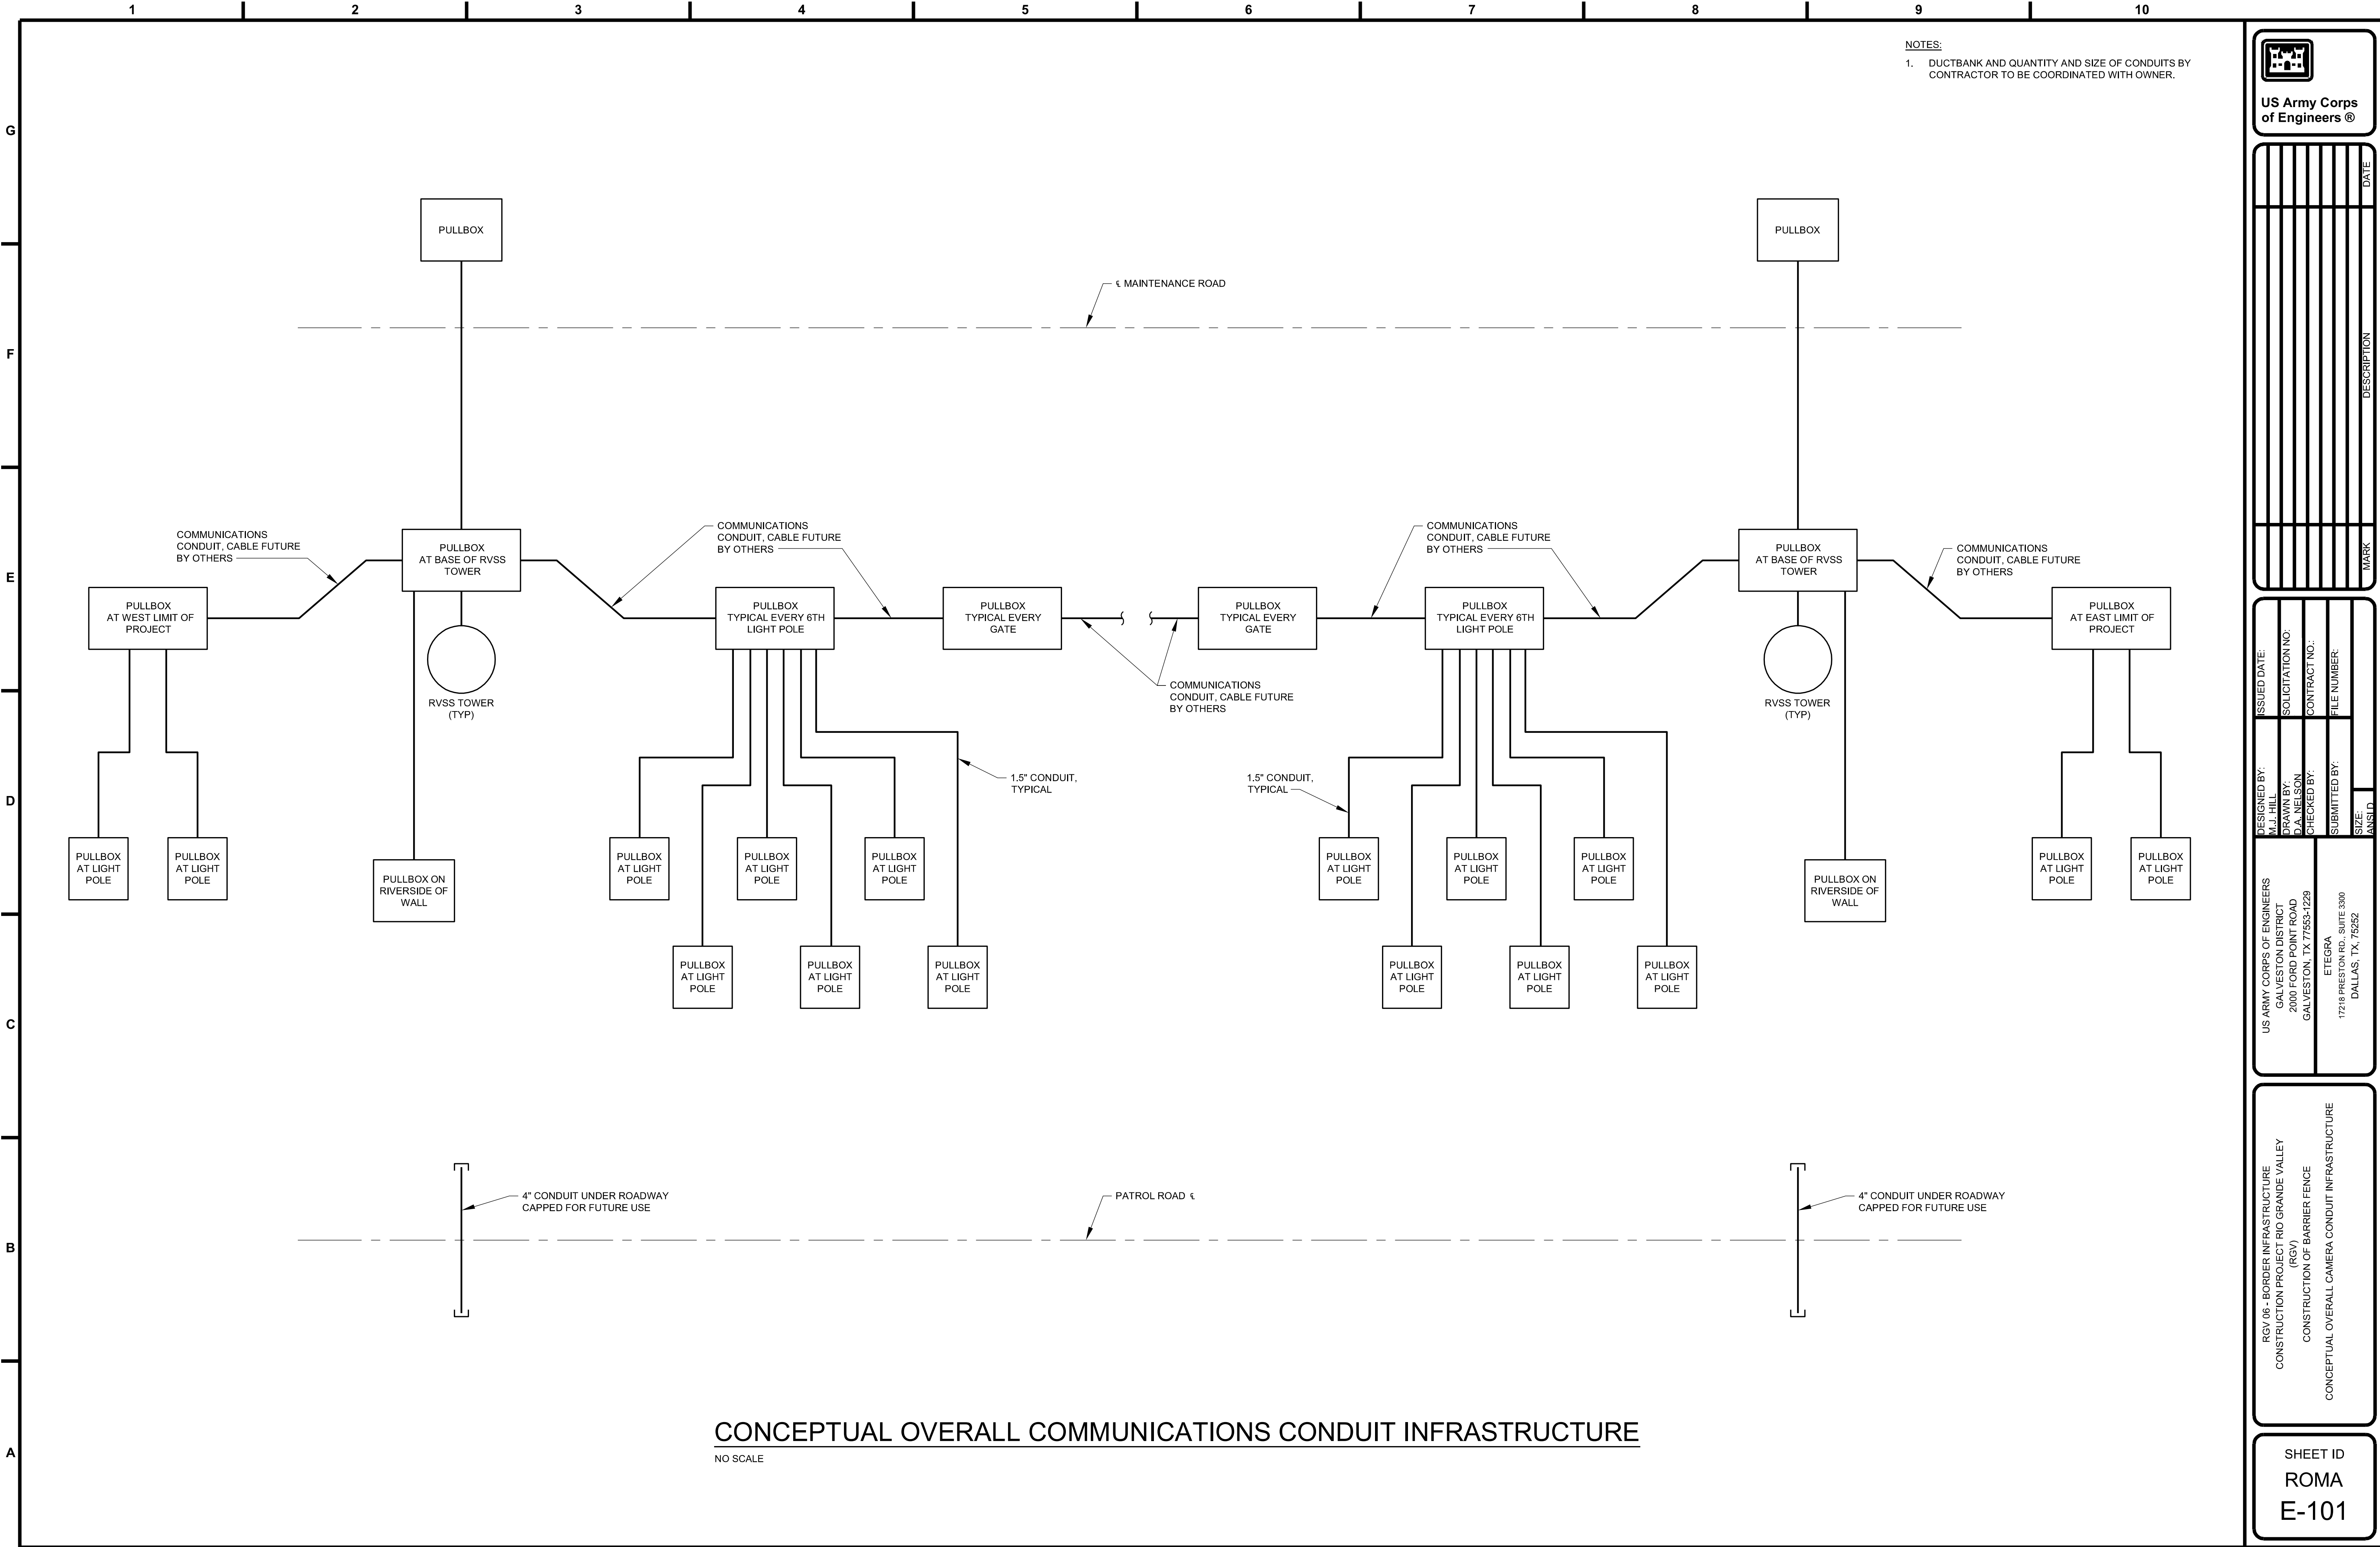 1 2 3 4 5 6 7 8 9 10
G
F
E
D
C
B
A
NOTES:
1. DUCTBANK AND QUANTITY AND SIZE OF CONDUITS BY
CONTRACTOR TO BE COORDINATED WITH OWNER.
PULLBOX
PULLBOX
℄ MAINTENANCE ROAD
COMMUNICATIONS
CONDUIT, CABLE FUTURE
BY OTHERS
PULLBOX
AT BASE OF RVSS
TOWER
COMMUNICATIONS
CONDUIT, CABLE FUTURE
BY OTHERS
COMMUNICATIONS
CONDUIT, CABLE FUTURE
BY OTHERS
PULLBOX
AT BASE OF RVSS
TOWER
COMMUNICATIONS
CONDUIT, CABLE FUTURE
BY OTHERS
PULLBOX
AT WEST LIMIT OF
PROJECT
PULLBOX
TYPICAL EVERY 6TH
LIGHT POLE
PULLBOX
TYPICAL EVERY
GATE
PULLBOX
TYPICAL EVERY
GATE
PULLBOX
TYPICAL EVERY 6TH
LIGHT POLE
PULLBOX
AT EAST LIMIT OF
PROJECT
RVSS TOWER
(TYP)
COMMUNICATIONS
CONDUIT, CABLE FUTURE
BY OTHERS
RVSS TOWER
(TYP)
1.5" CONDUIT,
TYPICAL
1.5" CONDUIT,
TYPICAL
PULLBOX
AT LIGHT
POLE
PULLBOX
AT LIGHT
POLE
PULLBOX ON
RIVERSIDE OF
WALL
PULLBOX
AT LIGHT
POLE
PULLBOX
AT LIGHT
POLE
PULLBOX
AT LIGHT
POLE
PULLBOX
AT LIGHT
POLE
PULLBOX
AT LIGHT
POLE
PULLBOX
AT LIGHT
POLE
PULLBOX ON
RIVERSIDE OF
WALL
PULLBOX
AT LIGHT
POLE
PULLBOX
AT LIGHT
POLE
PULLBOX
AT LIGHT
POLE
PULLBOX
AT LIGHT
POLE
PULLBOX
AT LIGHT
POLE
PULLBOX
AT LIGHT
POLE
PULLBOX
AT LIGHT
POLE
PULLBOX
AT LIGHT
POLE
4" CONDUIT UNDER ROADWAY
CAPPED FOR FUTURE USE
PATROL ROAD ℄
4" CONDUIT UNDER ROADWAY
CAPPED FOR FUTURE USE
CONCEPTUAL OVERALL COMMUNICATIONS CONDUIT INFRASTRUCTURE
NO SCALE
US Army Corps
of Engineers ®
DATE
DESCRIPTION
MARK
ISSUED DATE:
SOLICITATION NO:
CONTRACT NO.:
FILE NUMBER:
DESIGNED BY:
M.J. HILL
DRAWN BY:
D.A. NELSON
CHECKED BY:
SUBMITTED BY:
SIZE:
ANSI D
US ARMY CORPS OF ENGINEERS
GALVESTON DISTRICT
2000 FORD POINT ROAD
GALVESTON, TX 77553-1229
ETEGRA
17218 PRESTON RD., SUITE 3300
DALLAS, TX, 75252
RGV 06 - BORDER INFRASTRUCTURE
CONSTRUCTION PROJECT RIO GRANDE VALLEY
(RGV)
CONSTRUCTION OF BARRIER FENCE
CONCEPTUAL OVERALL CAMERA CONDUIT INFRASTRUCTURE
SHEET ID
ROMA
E-101